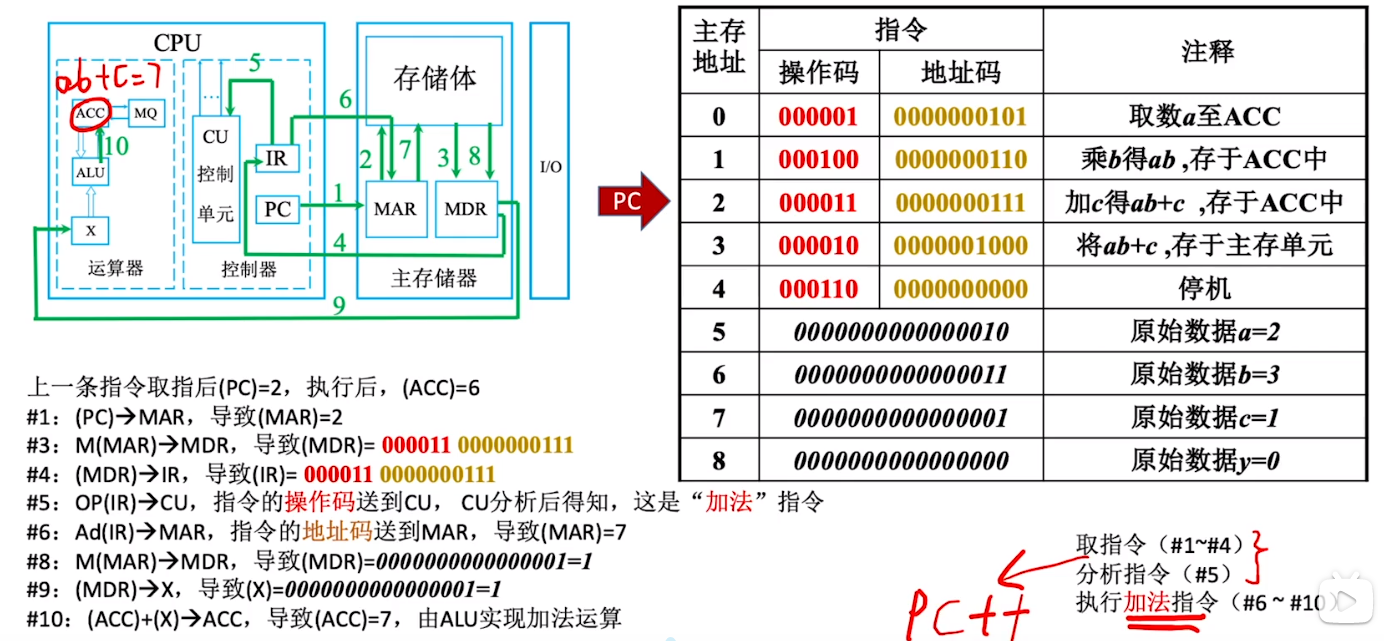 CPU
ab+c=7
ACC
MQ
10
ALU
X
运算器
5
...
CU
控制
单元
IR
PC
控制器
6
1
4
9
存储体
2
7
3
8
MAR
MDR
主存储器
I/O
PC
主存地址 指令 注释
操作码 地址码
0 000001 0000000101 取数a至ACC
1 000100 0000000110 乘b得ab ,存于ACC中
2 000011 0000000111 加c得ab+c ,存于ACC中
3 000010 0000001000 将ab+c ,存于主存单元
4 000110 0000000000 停机
5 0000000000000010 原始数据a=2
6 0000000000000011 原始数据b=3
7 0000000000000001 原始数据c=1
8 0000000000000000 原始数据y=0
上一条指令取指后(PC)=2，执行后，(ACC)=6
#1：(PC)→MAR，导致(MAR)=2
#3：M(MAR)→MDR，导致(MDR)= 000011 0000000111
#4：(MDR)→IR，导致(IR)= 000011 0000000111
#5：OP(IR)→CU，指令的操作码送到CU， CU分析后得知，这是“加法”指令
#6：Ad(IR)→MAR，指令的地址码送到MAR，导致(MAR)=7
#8：M(MAR)→MDR，导致(MDR)=0000000000000001=1
#9：(MDR)→X，导致(X)=0000000000000001=1
#10：(ACC)+(X)→ACC，导致(ACC)=7，由ALU实现加法运算
取指令（#1~#4）
分析指令（#5）
执行加法指令（#6 ~ #10）
PC++